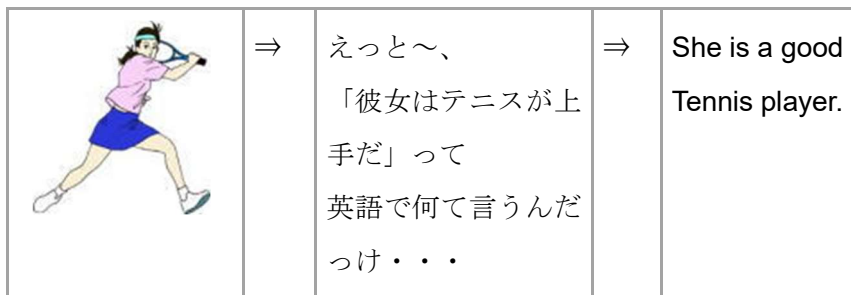 ⇒
えっと～、
「彼女はテニスが上
手だ」って
英語で何て言うんだ
っけ・・・
⇒
She is a good
Tennis player.